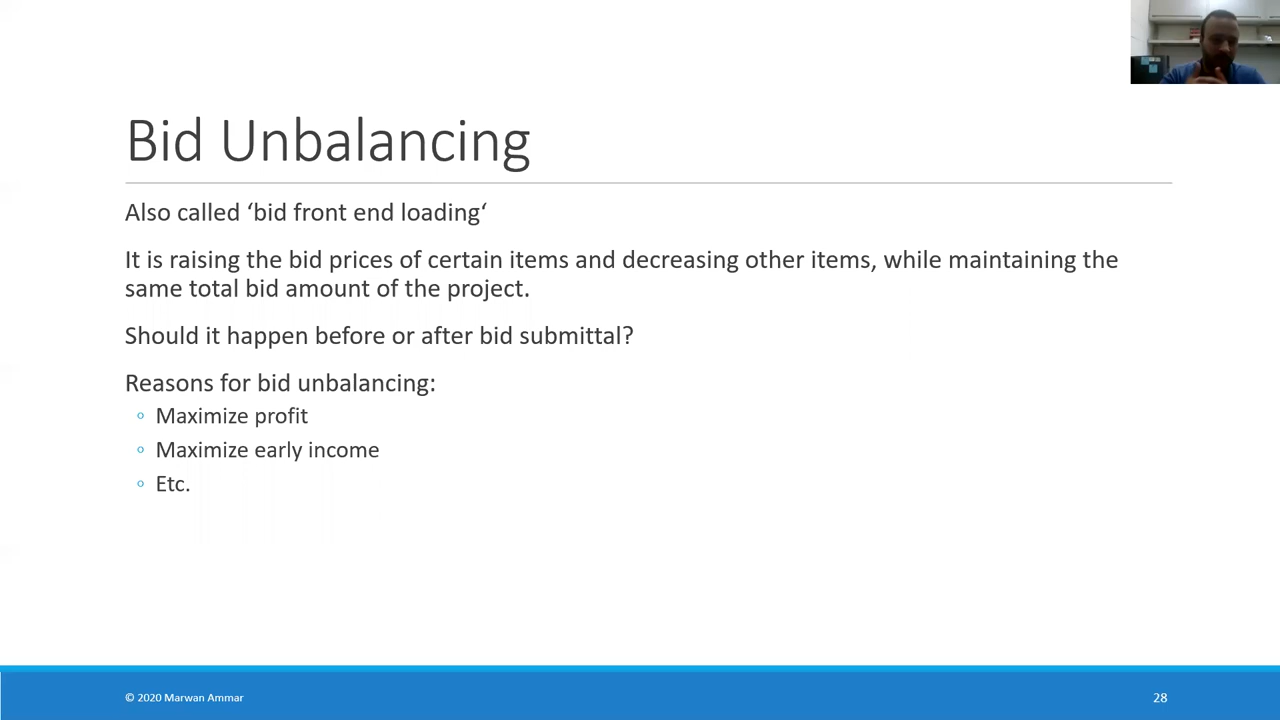 Bid Unbalancing
Also called ‘bid front end loading‘
It is raising the bid prices of certain items and decreasing other items, while maintaining the
same total bid amount of the project.
Should it happen before or after bid submittal?
Reasons for bid unbalancing:
◦ Maximize profit
◦ Maximize early income
◦ Etc.
© 2020 Marwan Ammar
28